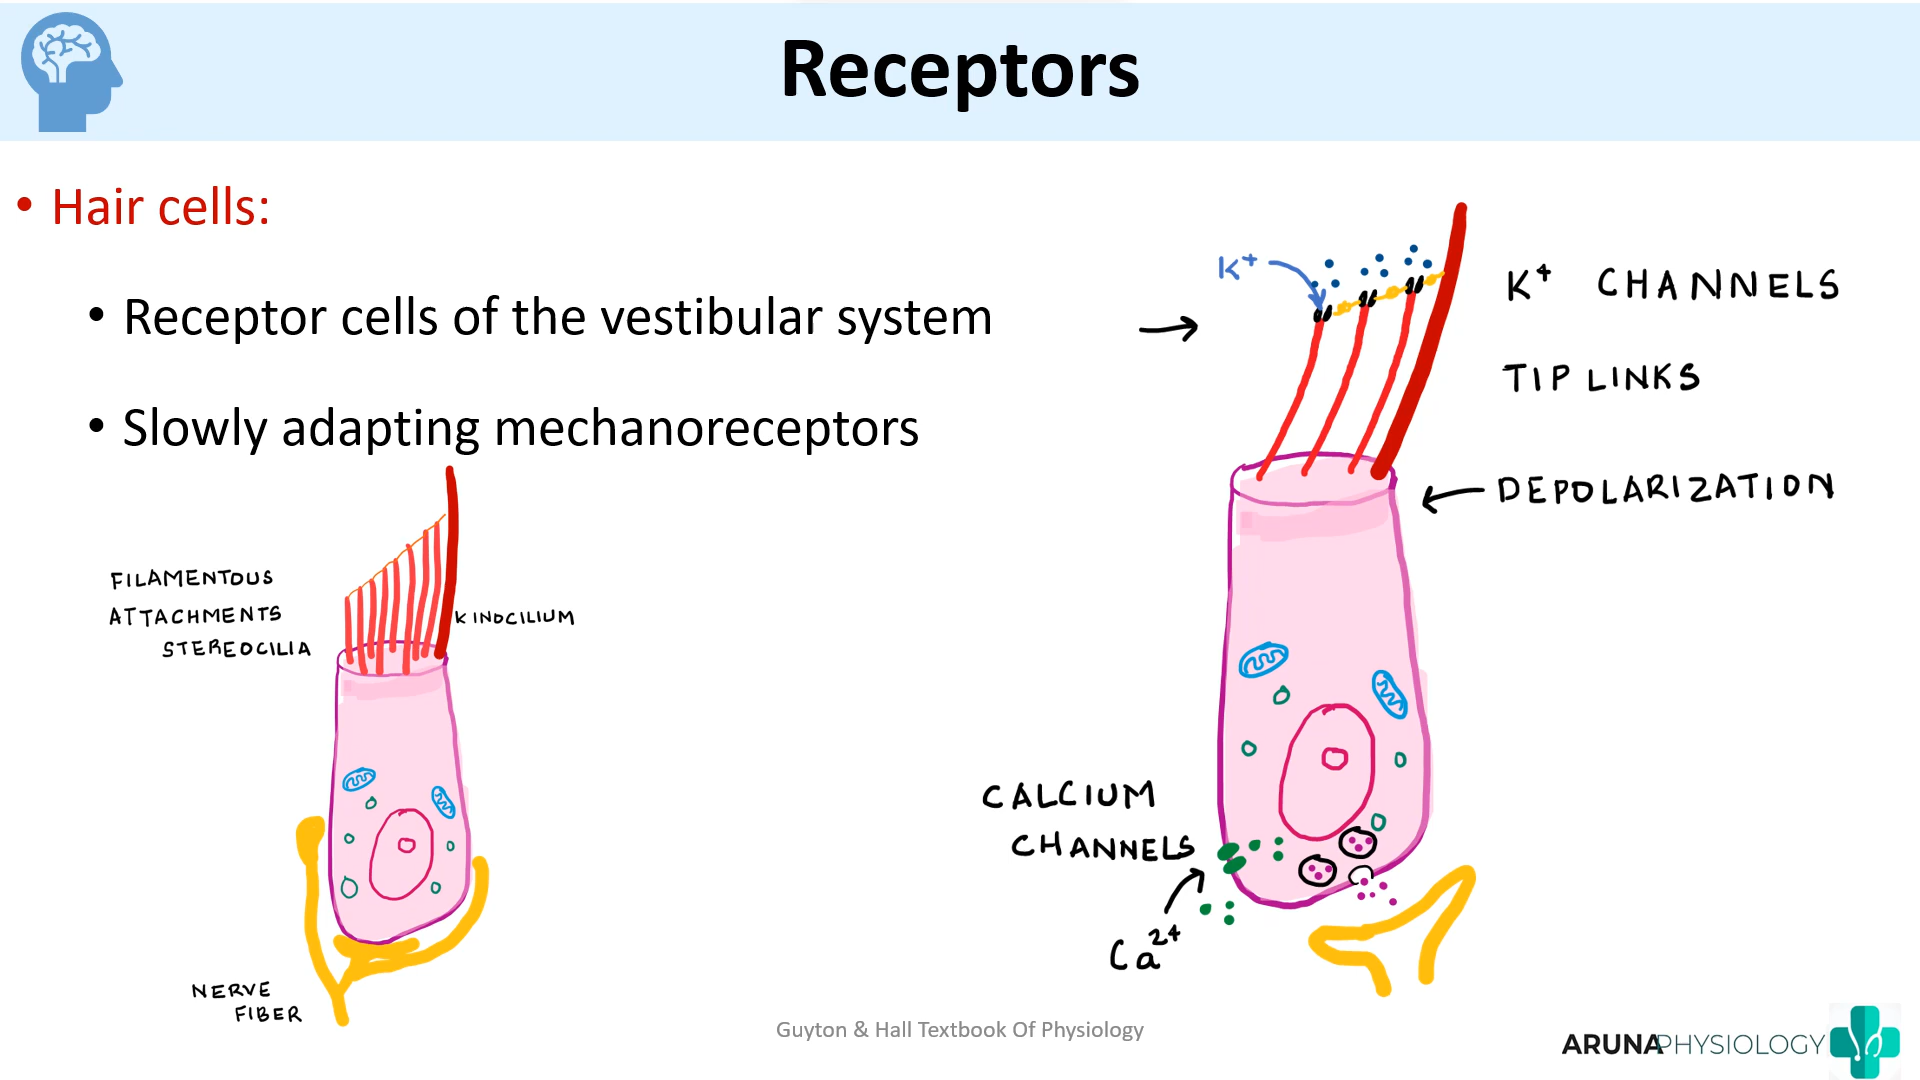 Receptors
• Hair cells:
• Receptor cells of the vestibular system
• Slowly adapting mechanoreceptors
FILAMENTOUS
ATTACHMENTS
STEREOCILIA
KINOCILIUM
NERVE
FIBER
K+
K+ CHANNELS
TIP LINKS
DEPOLARIZATION
CALCIUM
CHANNELS
Ca2+
Guyton & Hall Textbook Of Physiology
ARUNAPHYSIOLOGY